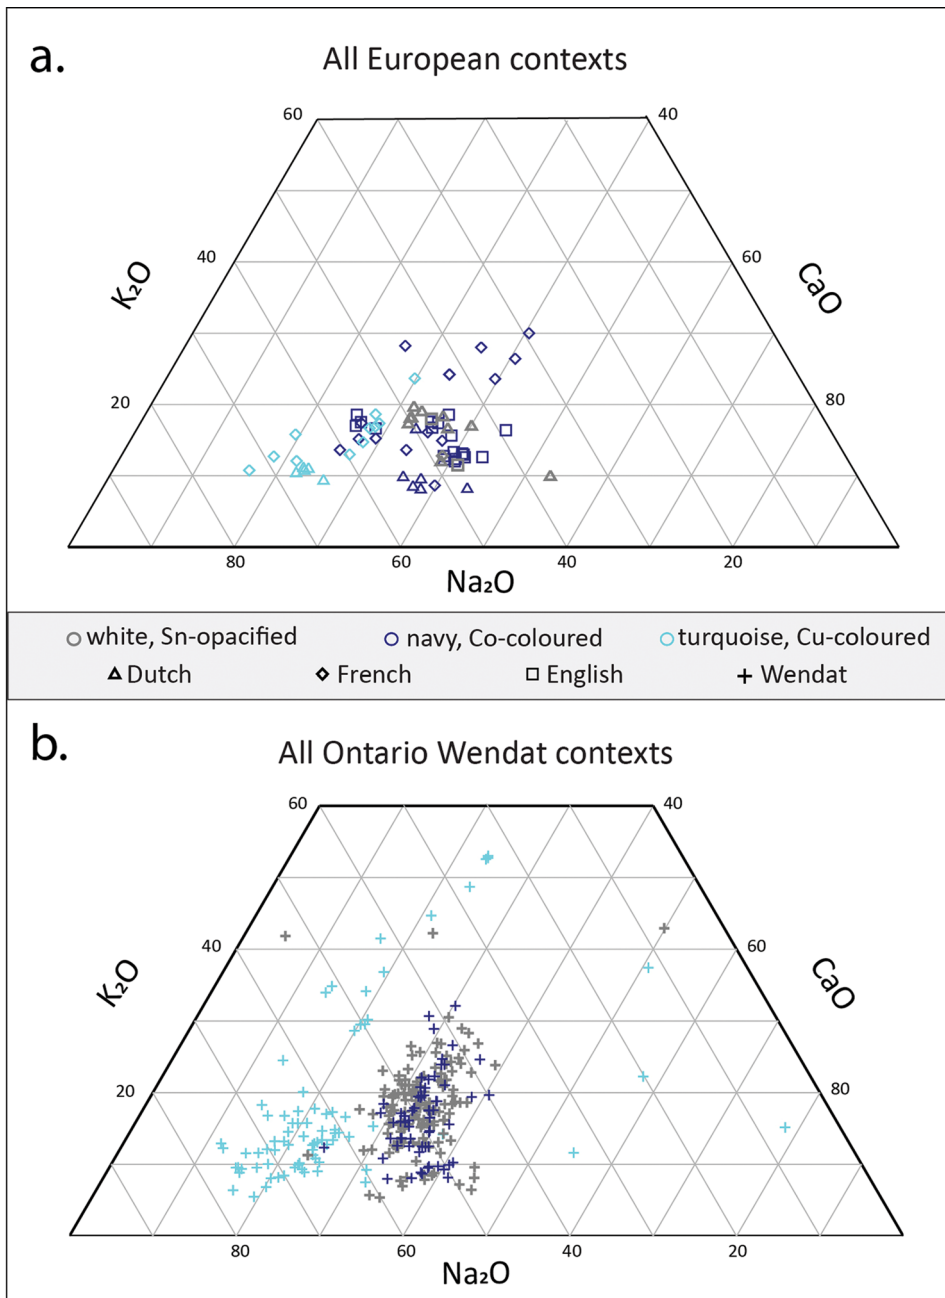 a.
All European contexts
60 40
40 60
K₂O CaO
20 80
80 60 40 20
Na₂O
white, Sn-opacified navy, Co-coloured turquoise, Cu-coloured
Dutch French English Wendat
b.
All Ontario Wendat contexts
60 40
40 60
K₂O CaO
20 80
80 60 40 20
Na₂O